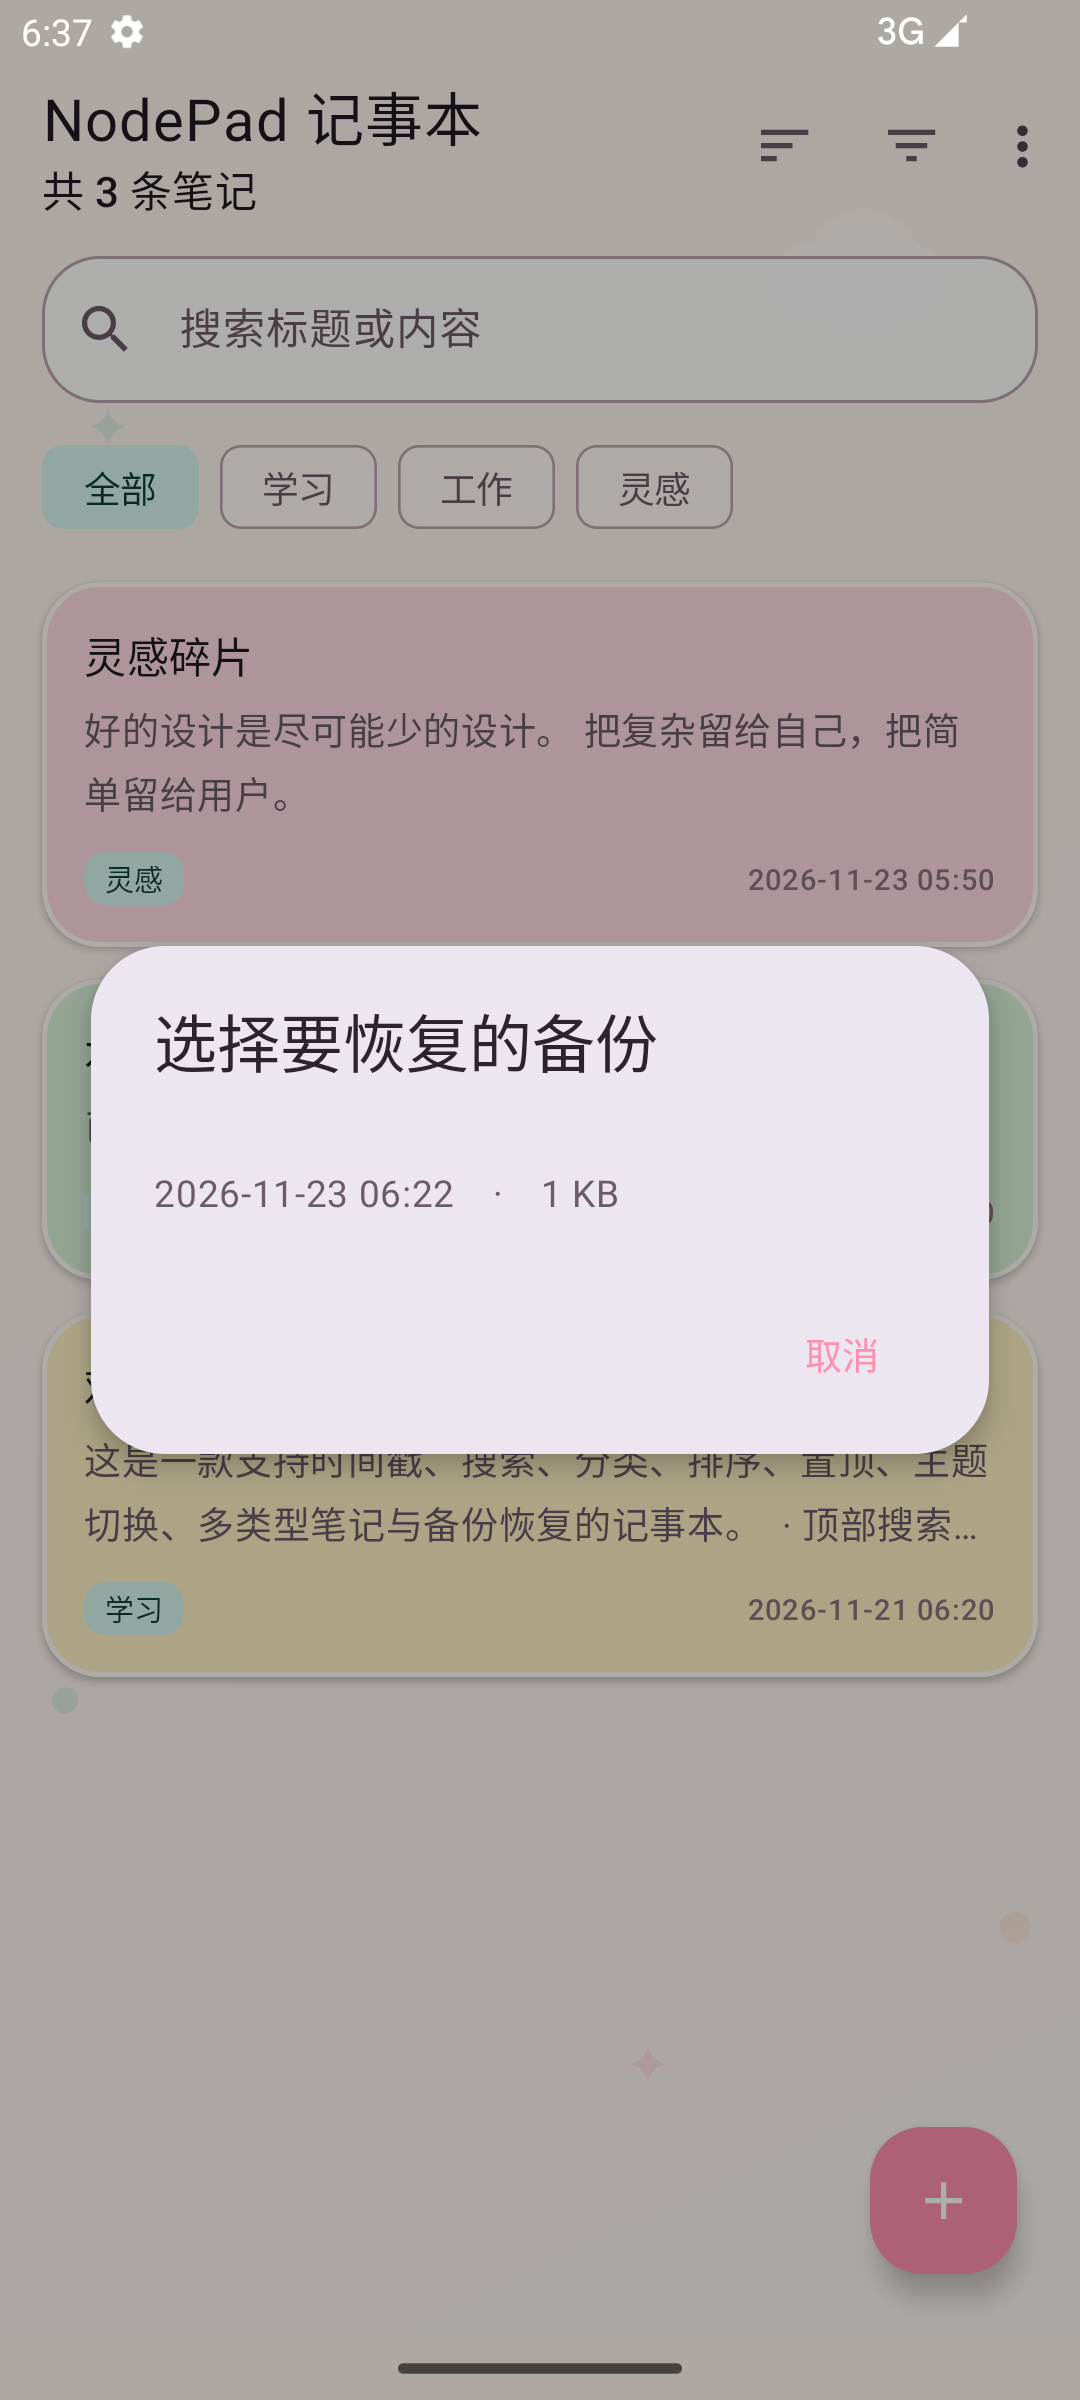 6:37
3G
NodePad 记事本
共 3 条笔记
搜索标题或内容
全部
学习
工作
灵感
灵感碎片
好的设计是尽可能少的设计。 把复杂留给自己，把简
单留给用户。
灵感
2026-11-23 05:50
选择要恢复的备份
2026-11-23 06:22 · 1 KB
取消
这是一款支持时间戳、搜索、分类、排序、置顶、主题
切换、多类型笔记与备份恢复的记事本。 · 顶部搜索…
学习
2026-11-21 06:20